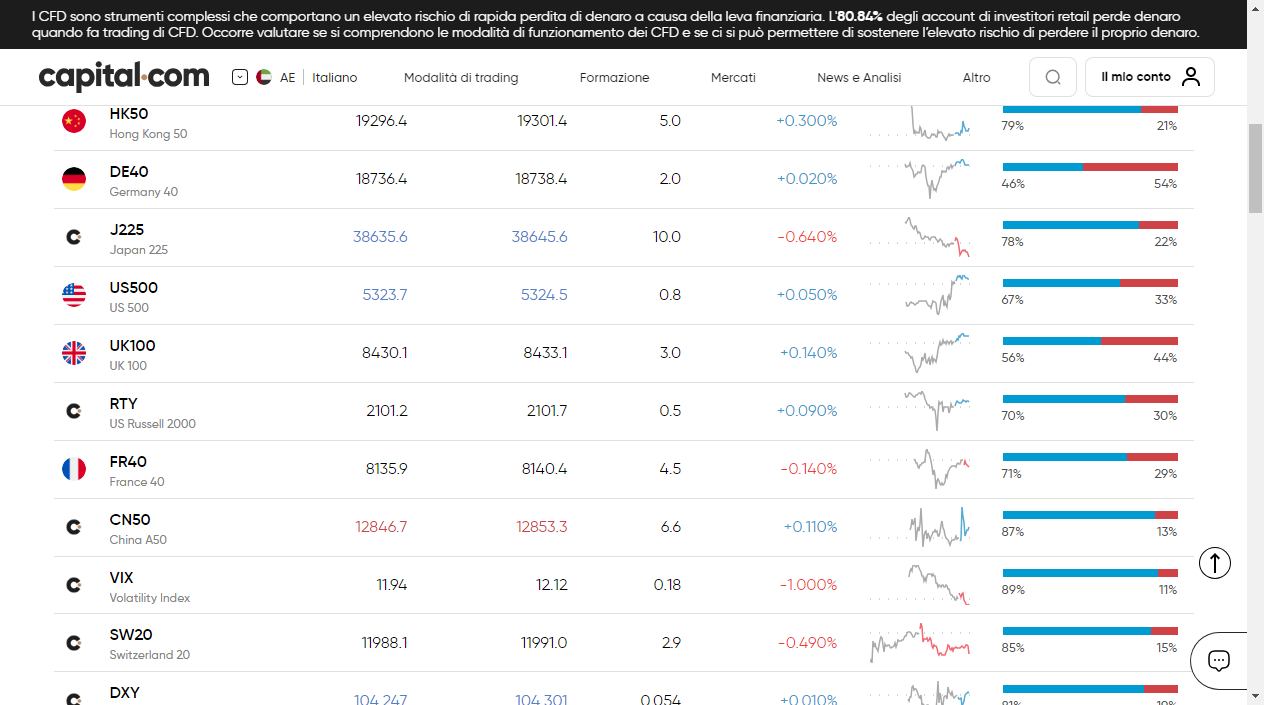 I CFD sono strumenti complessi che comportano un elevato rischio di rapida perdita di denaro a causa della leva finanziaria. L'80.84% degli account di investitori retail perde denaro
quando fa trading di CFD. Occorre valutare se si comprendono le modalità di funzionamento dei CFD e se ci si può permettere di sostenere l'elevato rischio di perdere il proprio denaro.
capital.com AE Italiano Modalità di trading Formazione Mercati News e Analisi Altro Il mio conto
HK50 19296.4 19301.4 5.0 +0.300%
Hong Kong 50 79% 21%
DE40 18736.4 18738.4 2.0 +0.020%
Germany 40 46% 54%
J225 38635.6 38645.6 10.0 -0.640%
Japan 225 78% 22%
US500 5323.7 5324.5 0.8 +0.050%
US 500 67% 33%
UK100 8430.1 8433.1 3.0 +0.140%
UK 100 56% 44%
RTY 2101.2 2101.7 0.5 +0.090%
US Russell 2000 70% 30%
FR40 8135.9 8140.4 4.5 -0.140%
France 40 71% 29%
CN50 12846.7 12853.3 6.6 +0.110%
China A50 87% 13%
VIX 11.94 12.12 0.18 -1.000%
Volatility Index 89% 11%
SW20 11988.1 11991.0 2.9 -0.490%
Switzerland 20 85% 15%
DXY 104.247 104.301 0.054 +0.010%